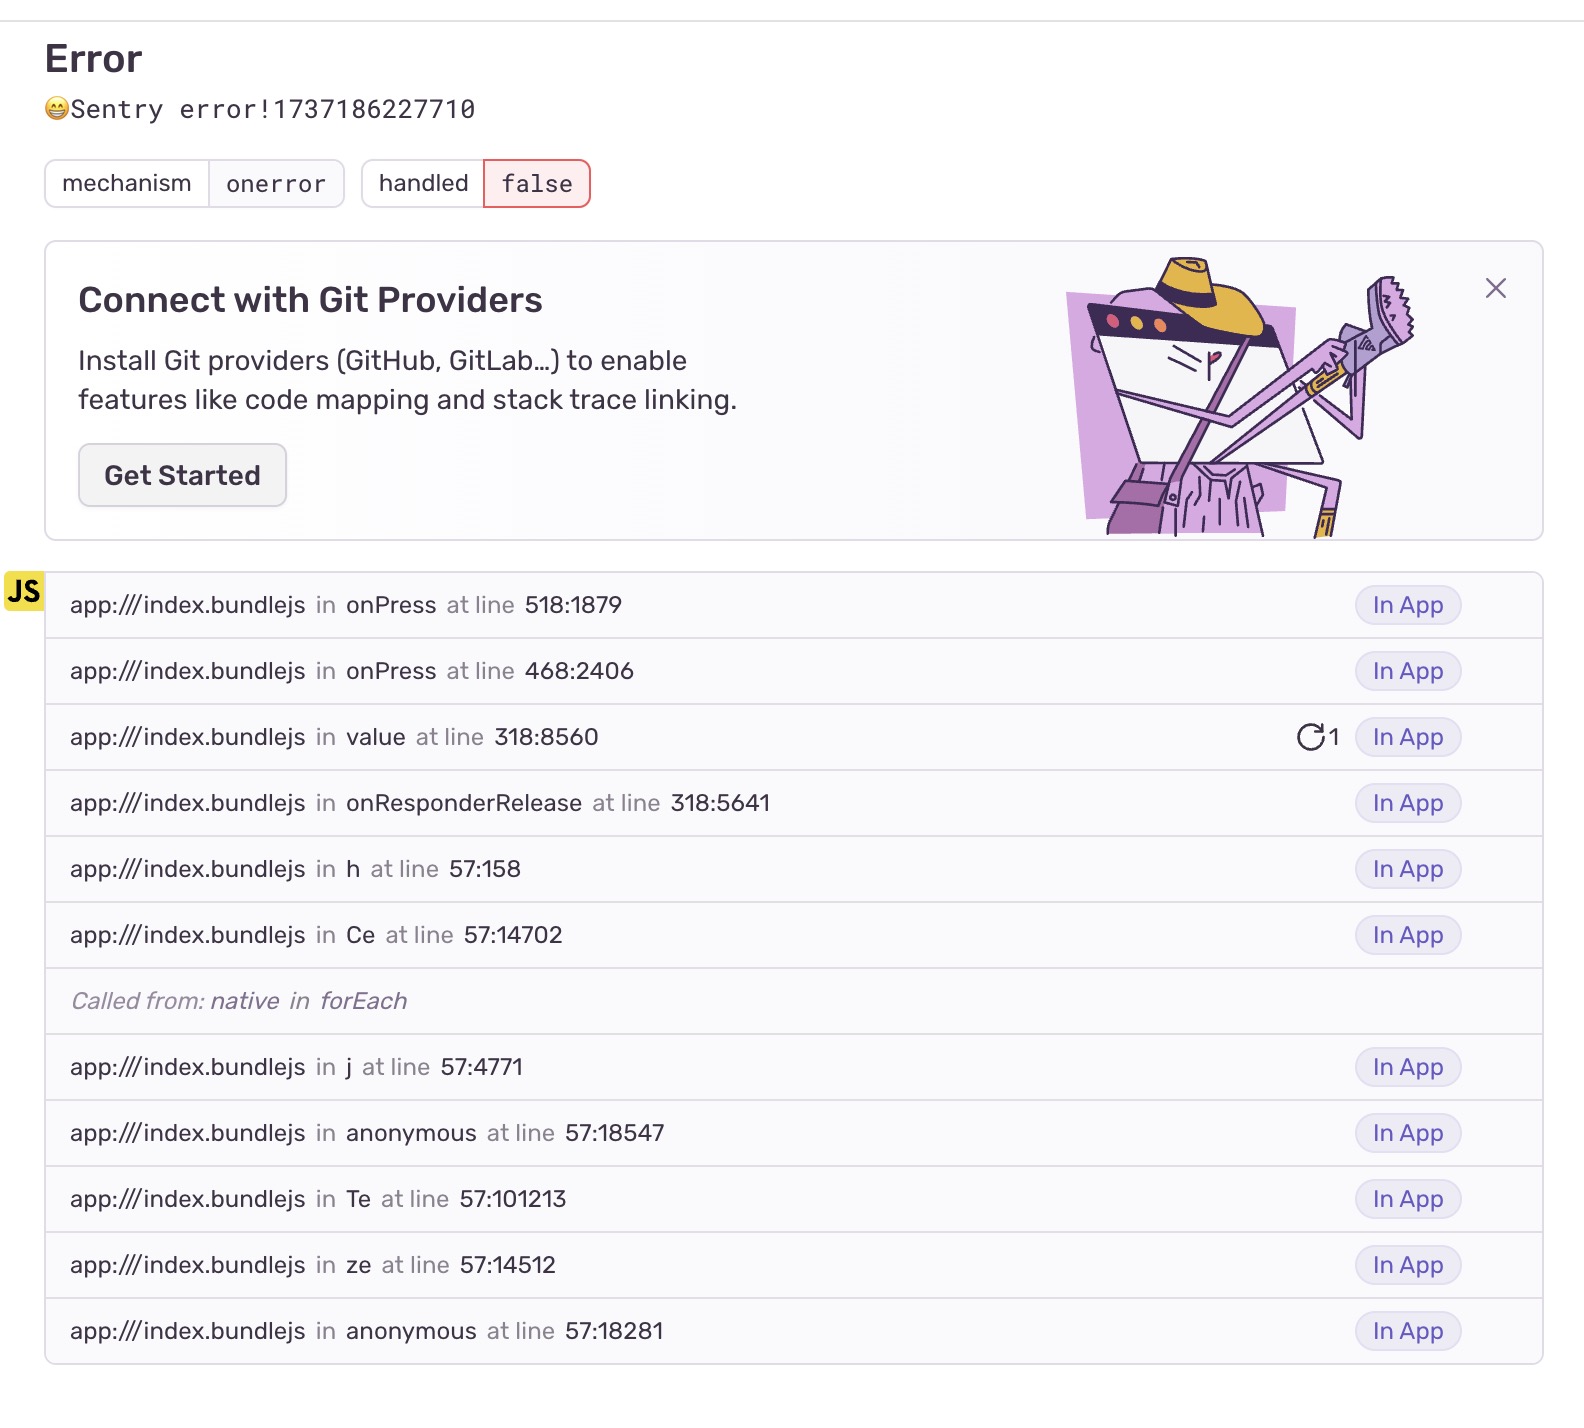 Error
😁Sentry error!1737186227710
mechanism onerror handled false
Connect with Git Providers
Install Git providers (GitHub, GitLab…) to enable
features like code mapping and stack trace linking.
Get Started
JS
app:///index.bundlejs in onPress at line 518:1879 In App
app:///index.bundlejs in onPress at line 468:2406 In App
app:///index.bundlejs in value at line 318:8560 1 In App
app:///index.bundlejs in onResponderRelease at line 318:5641 In App
app:///index.bundlejs in h at line 57:158 In App
app:///index.bundlejs in Ce at line 57:14702 In App
Called from: native in forEach
app:///index.bundlejs in j at line 57:4771 In App
app:///index.bundlejs in anonymous at line 57:18547 In App
app:///index.bundlejs in Te at line 57:101213 In App
app:///index.bundlejs in ze at line 57:14512 In App
app:///index.bundlejs in anonymous at line 57:18281 In App